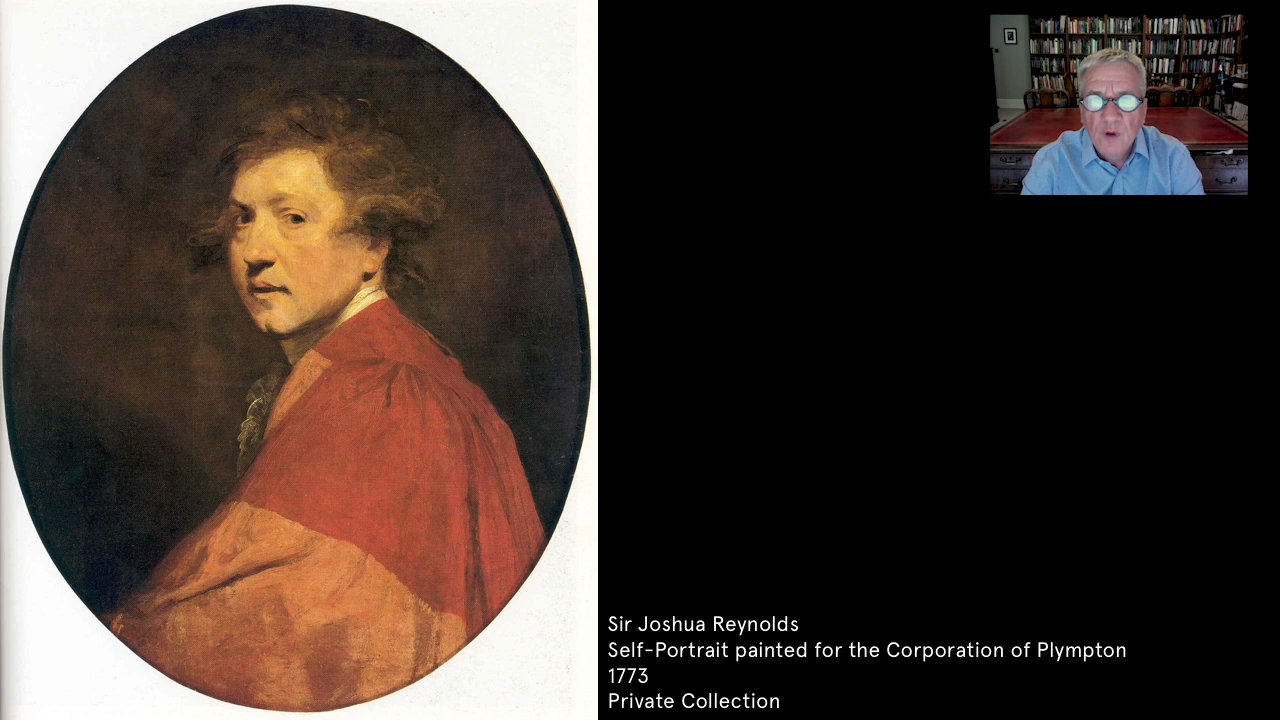 Sir Joshua Reynolds
Self-Portrait painted for the Corporation of Plympton
1773
Private Collection